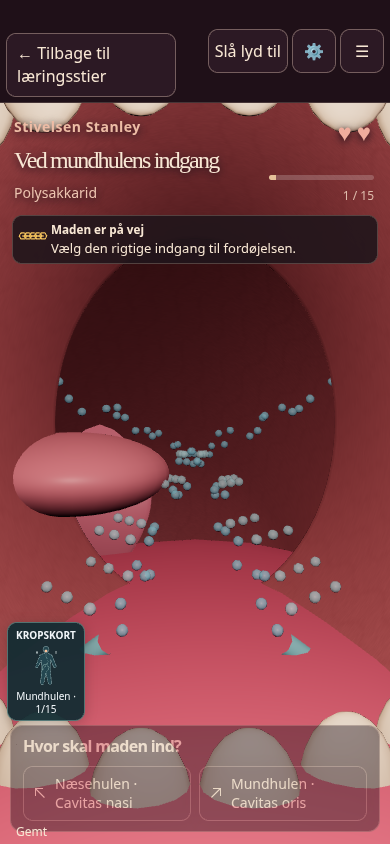 ← Tilbage til
læringsstier
Slå lyd til
Stivelsen Stanley
Ved mundhulens indgang
Polysakkarid
1 / 15
Maden er på vej
Vælg den rigtige indgang til fordøjelsen.
KROPSKORT
Mundhulen ·
1/15
Hvor skal maden ind?
Næsehulen ·
Cavitas nasi
Mundhulen ·
Cavitas oris
Gemt